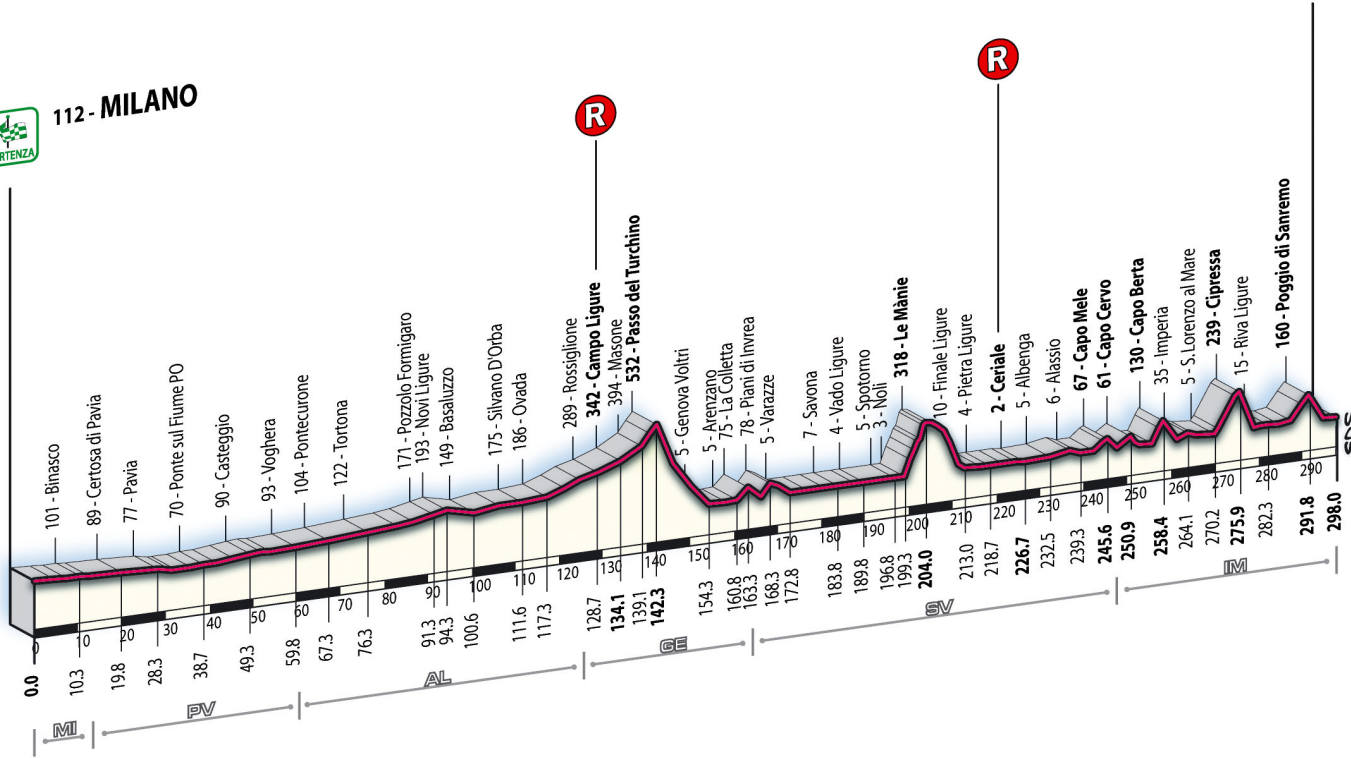 112 - MILANO
RTENZA
R
R
101 - Binasco
89 - Certosa di Pavia
77 - Pavia
70 - Ponte sul Fiume PO
90 - Casteggio
93 - Voghera
104 - Pontecurone
122 - Tortona
171 - Pozzolo Formigaro
193 - Novi Ligure
149 - Basaluzzo
175 - Silvano D'Orba
186 - Ovada
289 - Rossiglione
342 - Campo Ligure
394 - Masone
532 - Passo del Turchino
5 - Genova Voltri
5 - Arenzano
75 - La Colletta
78 - Piani di Invrea
5 - Varazze
7 - Savona
4 - Vado Ligure
5 - Spotorno
3 - Noli
318 - Le Mànie
10 - Finale Ligure
4 - Pietra Ligure
2 - Ceriale
5 - Albenga
6 - Alassio
67 - Capo Mele
61 - Capo Cervo
130 - Capo Berta
35 - Imperia
5 - S.Lorenzo al Mare
239 - Cipressa
15 - Riva Ligure
160 - Poggio di Sanremo
SDS
0 10 20 30 40 50 60 70 80 90 100 110 120 130 140 150 160 170 180 190 200 210 220 230 240 250 260 270 280 290
0.0
10.3
19.8
28.3
38.7
49.3
59.8
67.3
76.3
91.3
94.3
100.6
111.6
117.3
128.7
134.1
139.1
142.3
154.3
160.8
163.3
168.3
172.8
183.8
189.8
196.8
199.3
204.0
213.0
218.7
226.7
232.5
239.3
245.6
250.9
258.4
264.1
270.2
275.9
282.3
291.8
298.0
MI
PV
AL
GE
SV
IM